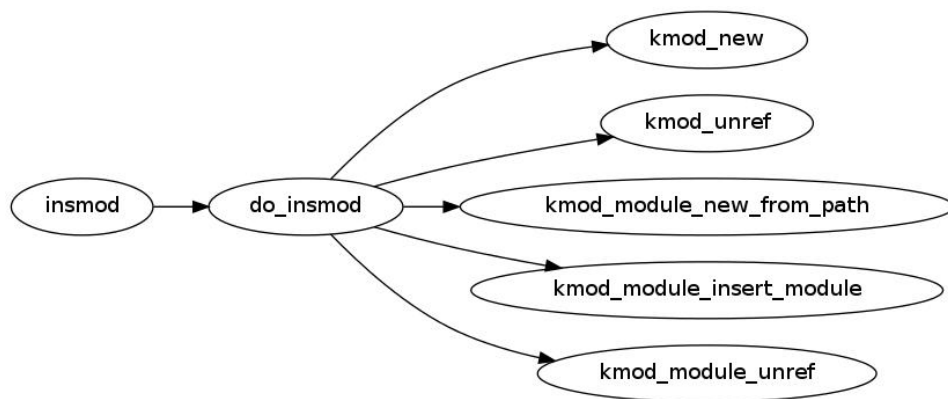 kmod_new
kmod_unref
insmod
do_insmod
kmod_module_new_from_path
kmod_module_insert_module
kmod_module_unref